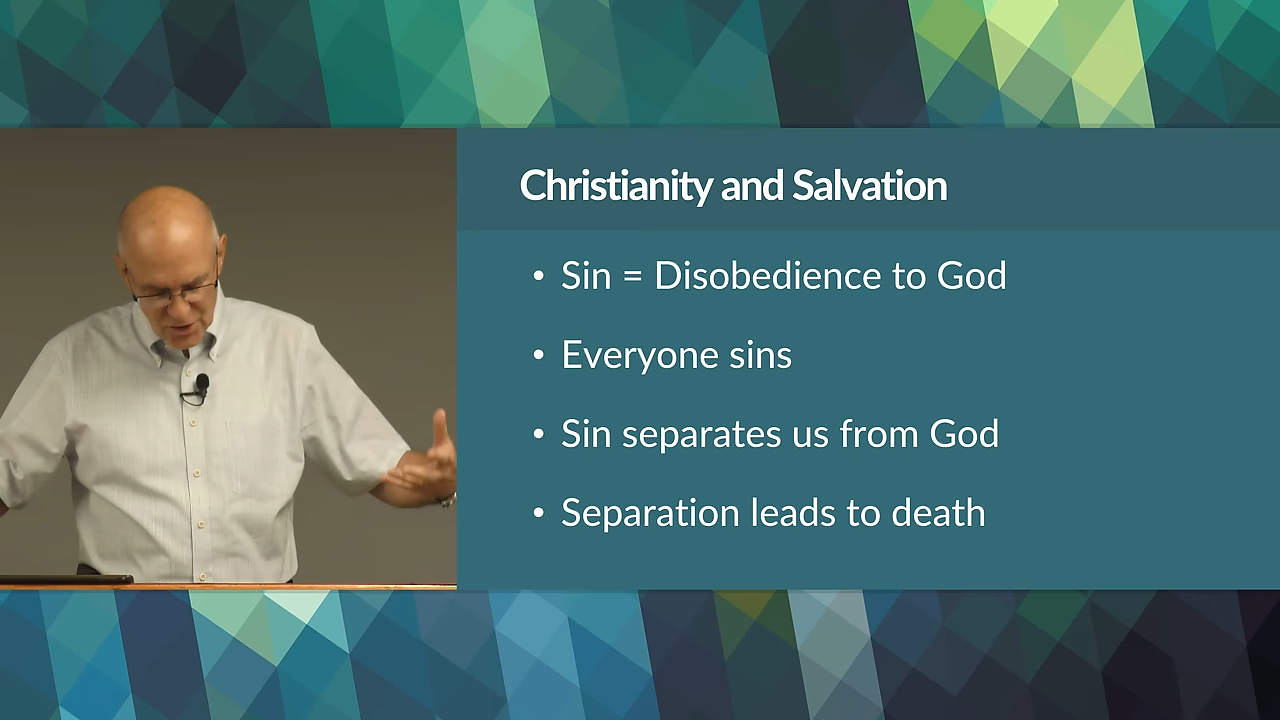 Christianity and Salvation
• Sin = Disobedience to God
• Everyone sins
• Sin separates us from God
• Separation leads to death